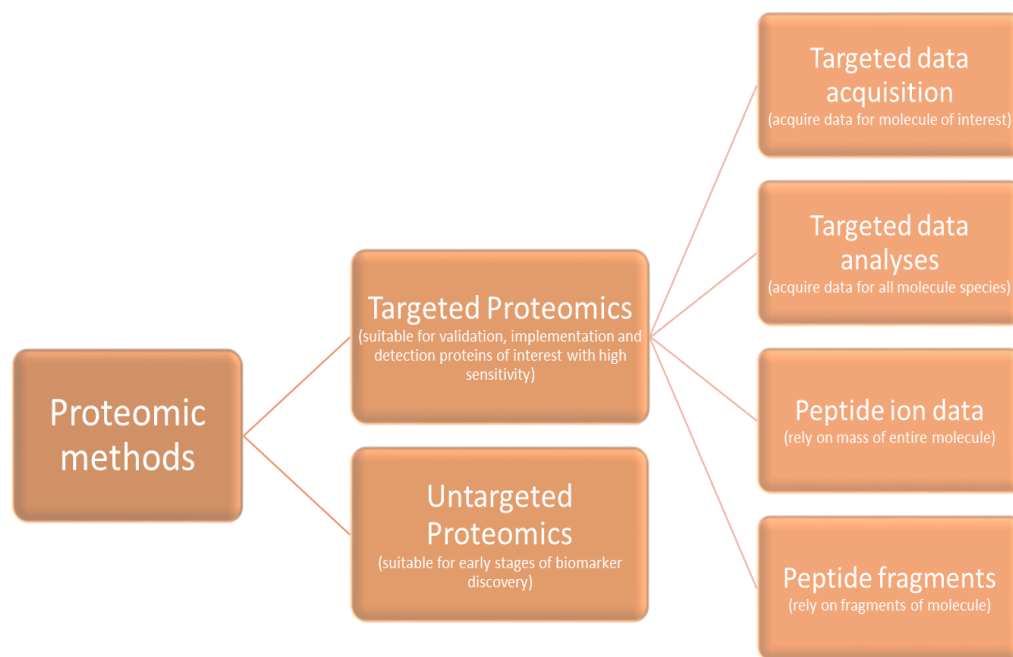 Proteomic
methods
Targeted Proteomics
(suitable for validation, implementation and
detection proteins of interest with high
sensitivity)
Untargeted
Proteomics
(suitable for early stages of biomarker
discovery)
Targeted data
acquisition
(acquire data for molecule of interest)
Targeted data
analyses
(acquire data for all molecule species)
Peptide ion data
(rely on mass of entire molecule)
Peptide fragments
(rely on fragments of molecule)